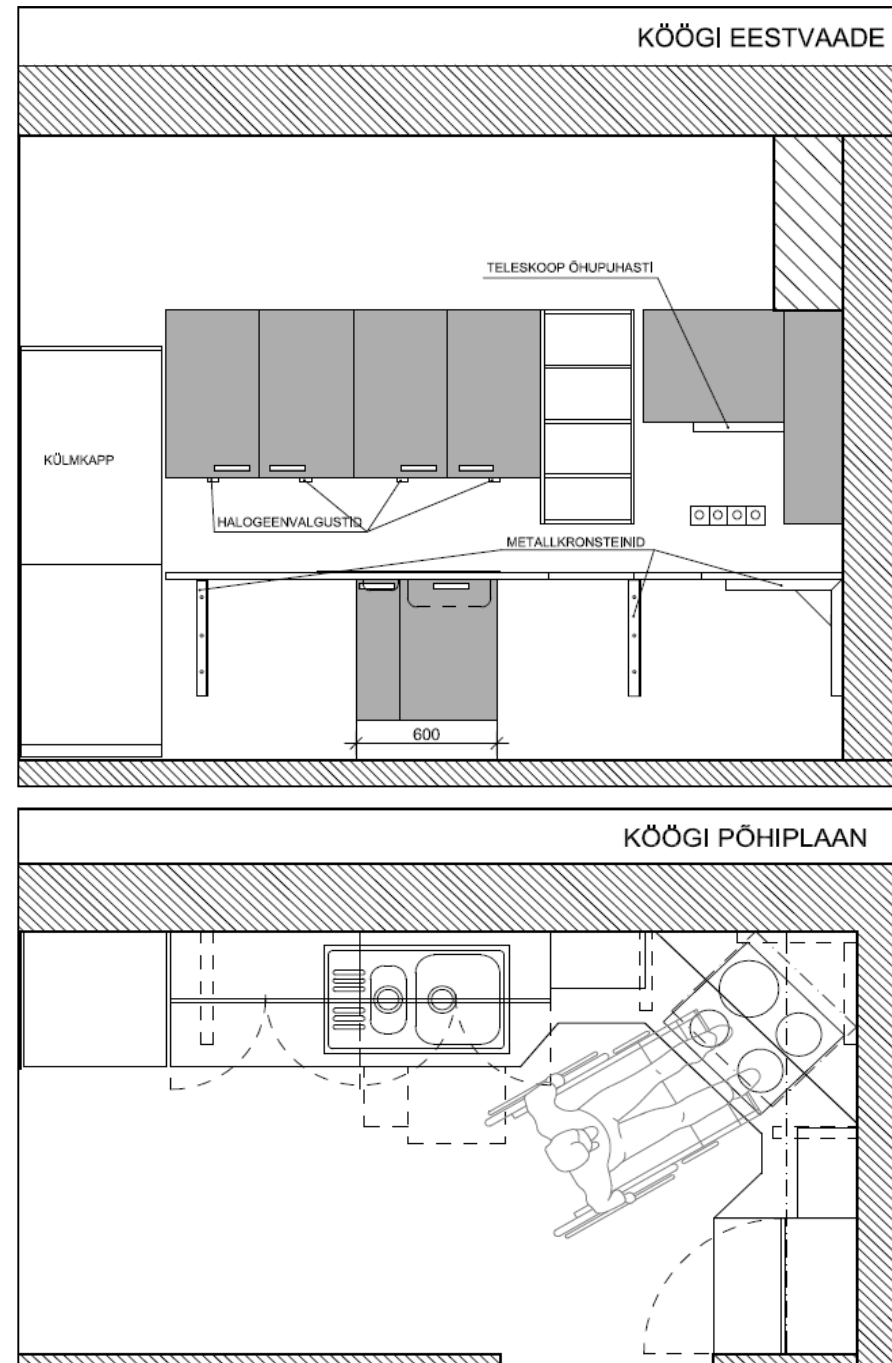 KÖÖGI EESTVAADE
TELESKOOP ÕHUPUHASTI
KÜLMKAPP
HALOGEENVALGUSTID
METALLKRONSTEINID
600
KÖÖGI PÕHIPLAAN